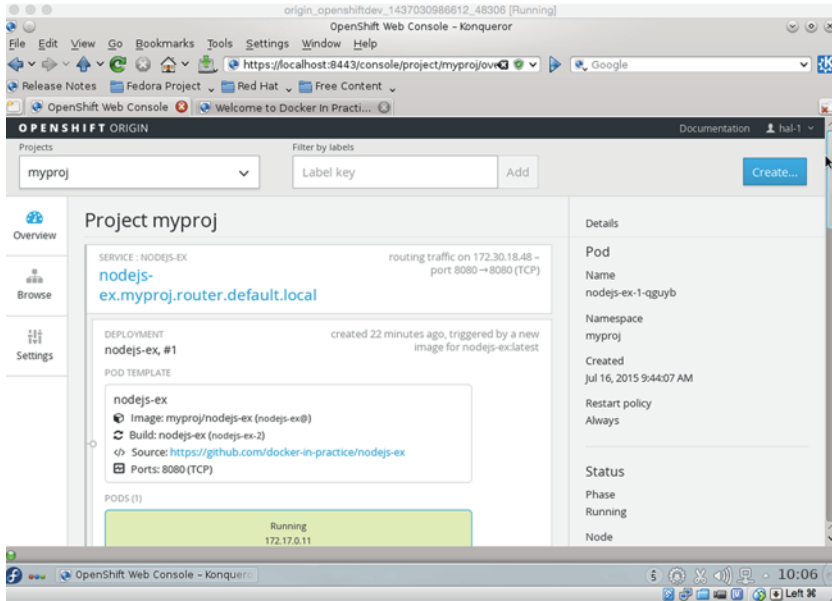 origin_openshiftdev_1437030986612_48306 [Running]
OpenShift Web Console – Konqueror
File Edit View Go Bookmarks Tools Settings Window Help
https://localhost:8443/console/project/myproj/ov
Google
Release Notes Fedora Project Red Hat Free Content
OpenShift Web Console Welcome to Docker In Practi...
OPENSHIFT ORIGIN Documentation hal-1
Projects Filter by labels
myproj Label key Add Create...
Overview
Browse
Settings
Project myproj
SERVICE : NODEJS-EX routing traffic on 172.30.18.48 –
port 8080 → 8080 (TCP)
nodejs-
ex.myproj.router.default.local
DEPLOYMENT created 22 minutes ago, triggered by a new
nodejs-ex, #1 image for nodejs-ex:latest
POD TEMPLATE
nodejs-ex
Image: myproj/nodejs-ex (nodejs-ex@)
Build: nodejs-ex (nodejs-ex-2)
</> Source: https://github.com/docker-in-practice/nodejs-ex
Ports: 8080 (TCP)
PODS (1)
Running
172.17.0.11
Details
Pod
Name
nodejs-ex-1-qguyb
Namespace
myproj
Created
Jul 16, 2015 9:44:07 AM
Restart policy
Always
Status
Phase
Running
Node
OpenShift Web Console – Konquero
10:06
Left ⌘